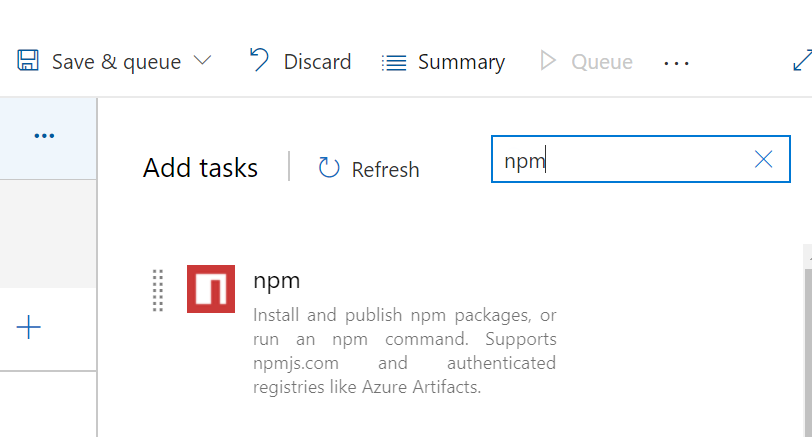 Save & queue Discard Summary Queue ...
Add tasks Refresh npm
npm
Install and publish npm packages, or
run an npm command. Supports
npmjs.com and authenticated
registries like Azure Artifacts.